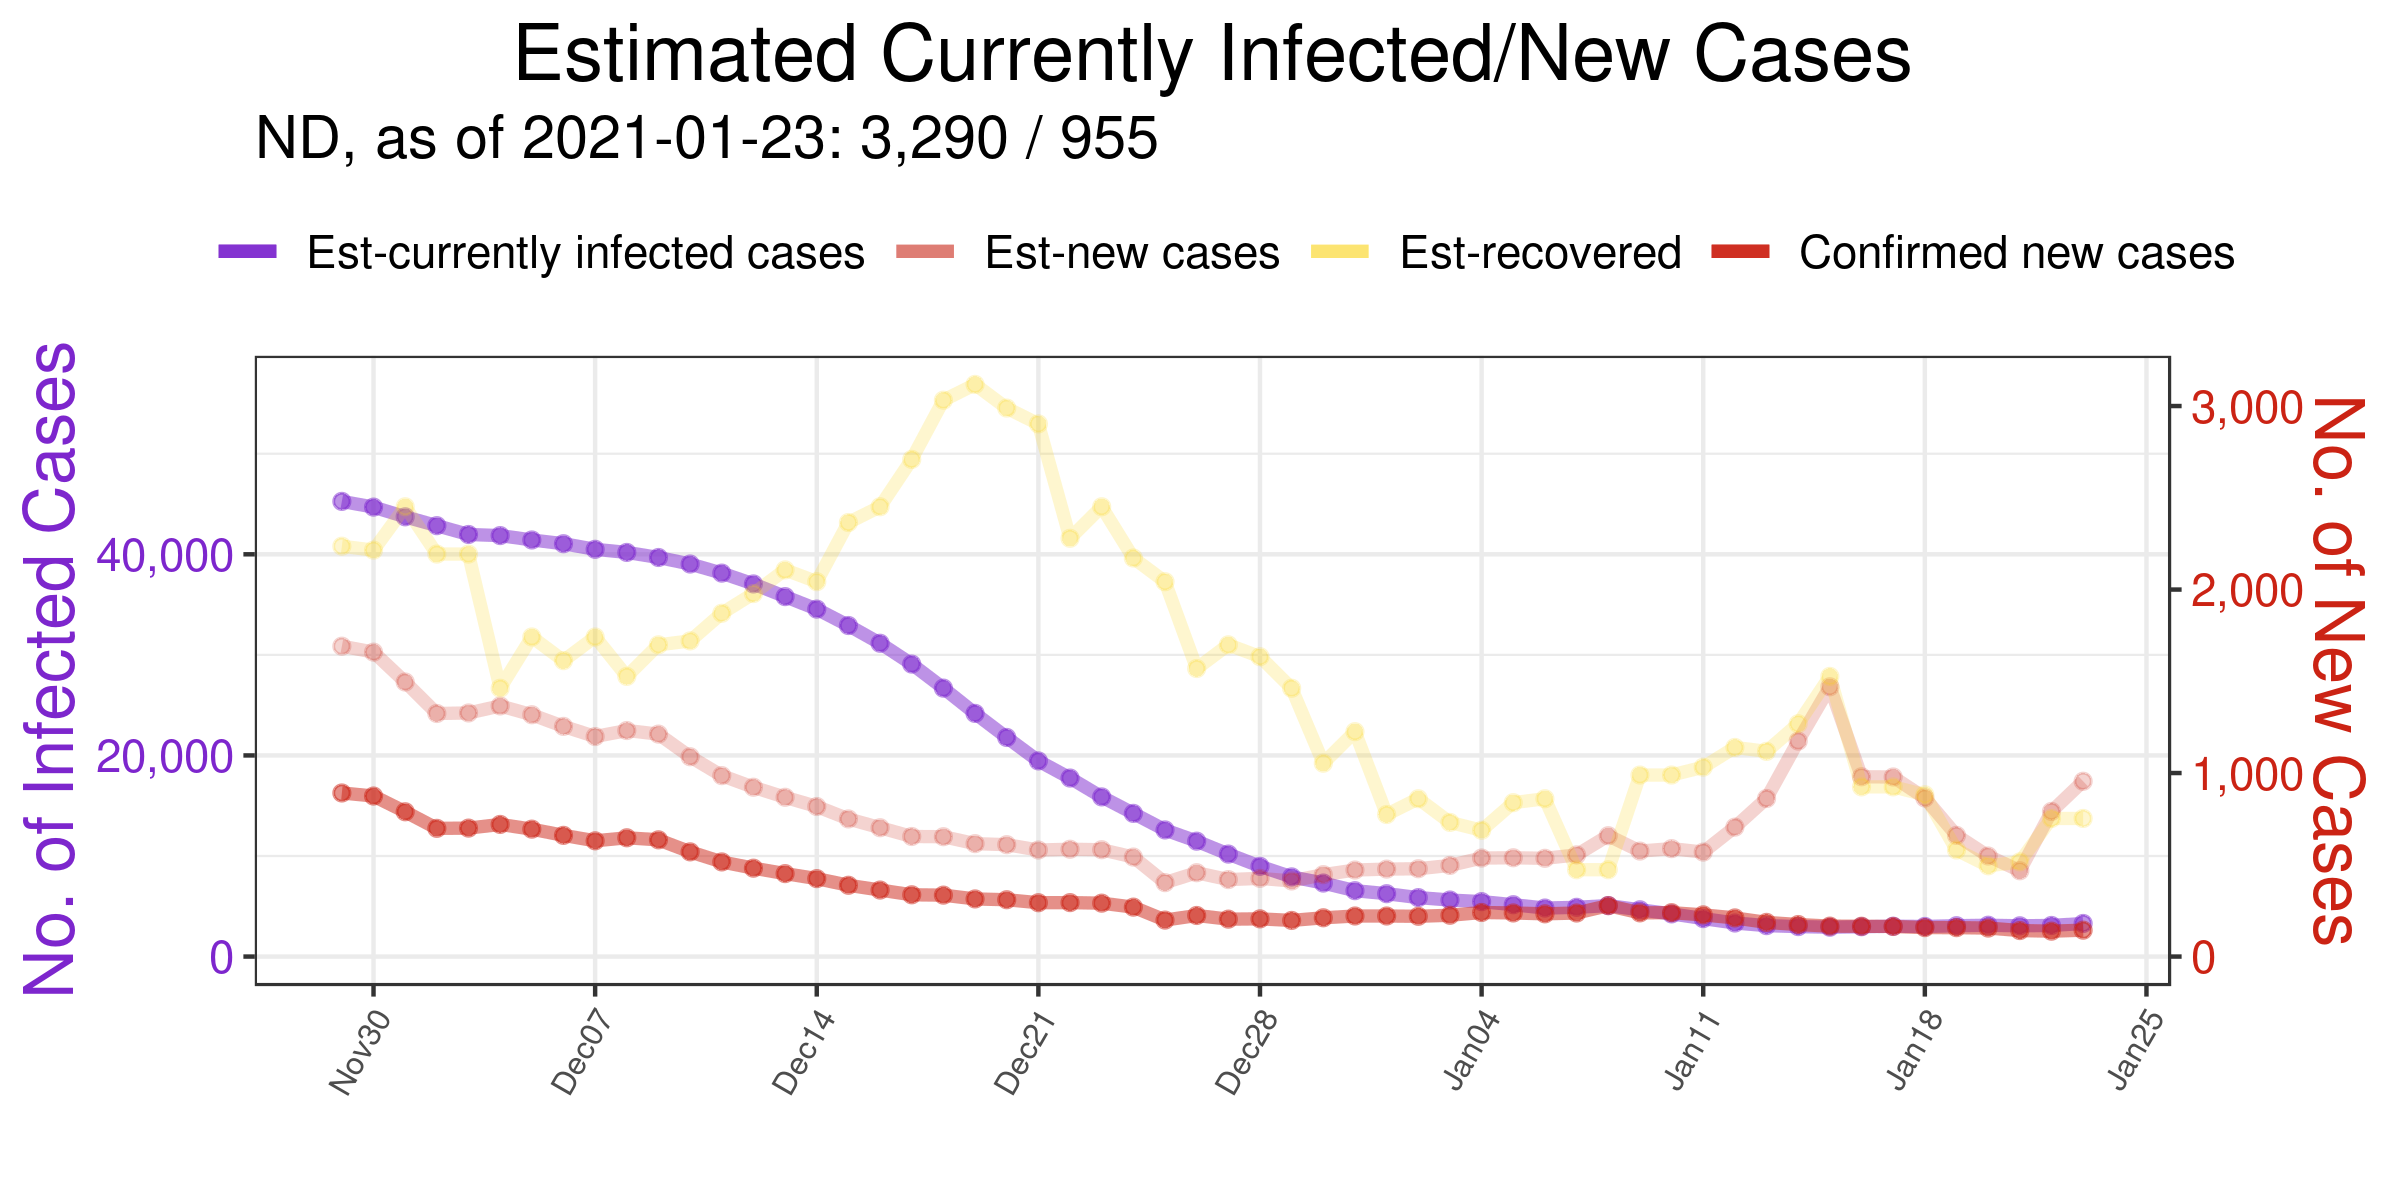 Estimated Currently Infected/New Cases
ND, as of 2021-01-23: 3,290 / 955
Est-currently infected cases Est-new cases Est-recovered Confirmed new cases
No. of Infected Cases
40,000
20,000
0
3,000
2,000
1,000
0
No. of New Cases
Nov30 Dec07 Dec14 Dec21 Dec28 Jan04 Jan11 Jan18 Jan25